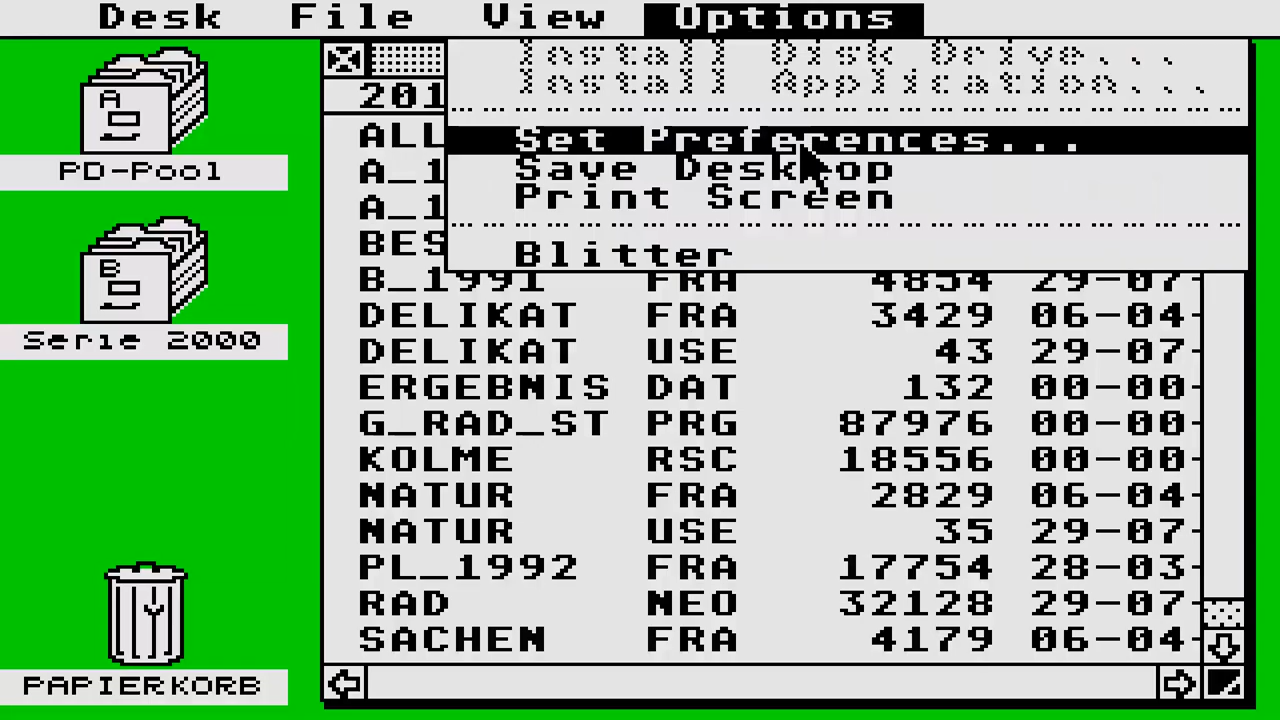 Desk File View Options
Install Disk Drive...
Install Application...
Set Preferences...
Save Desktop
Print Screen
Blitter
A
PD-Pool
B
Serie 2000
PAPIERKORB
201
ALL
A_1
A_1
BES
B_1991 FRA 4854 29-07-
DELIKAT FRA 3429 06-04-
DELIKAT USE 43 29-07-
ERGEBNIS DAT 132 00-00-
G_RAD_ST PRG 87976 00-00-
KOLME RSC 18556 00-00-
NATUR FRA 2829 06-04-
NATUR USE 35 29-07-
PL_1992 FRA 17754 28-03-
RAD NEO 32128 29-07-
SACHEN FRA 4179 06-04-